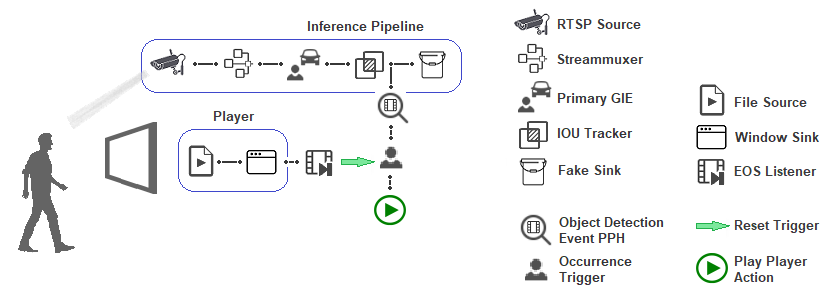 Inference Pipeline
Player
RTSP Source
Streammuxer
Primary GIE
IOU Tracker
Fake Sink
File Source
Window Sink
EOS Listener
Object Detection
Event PPH
Occurrence
Trigger
Reset Trigger
Play Player
Action